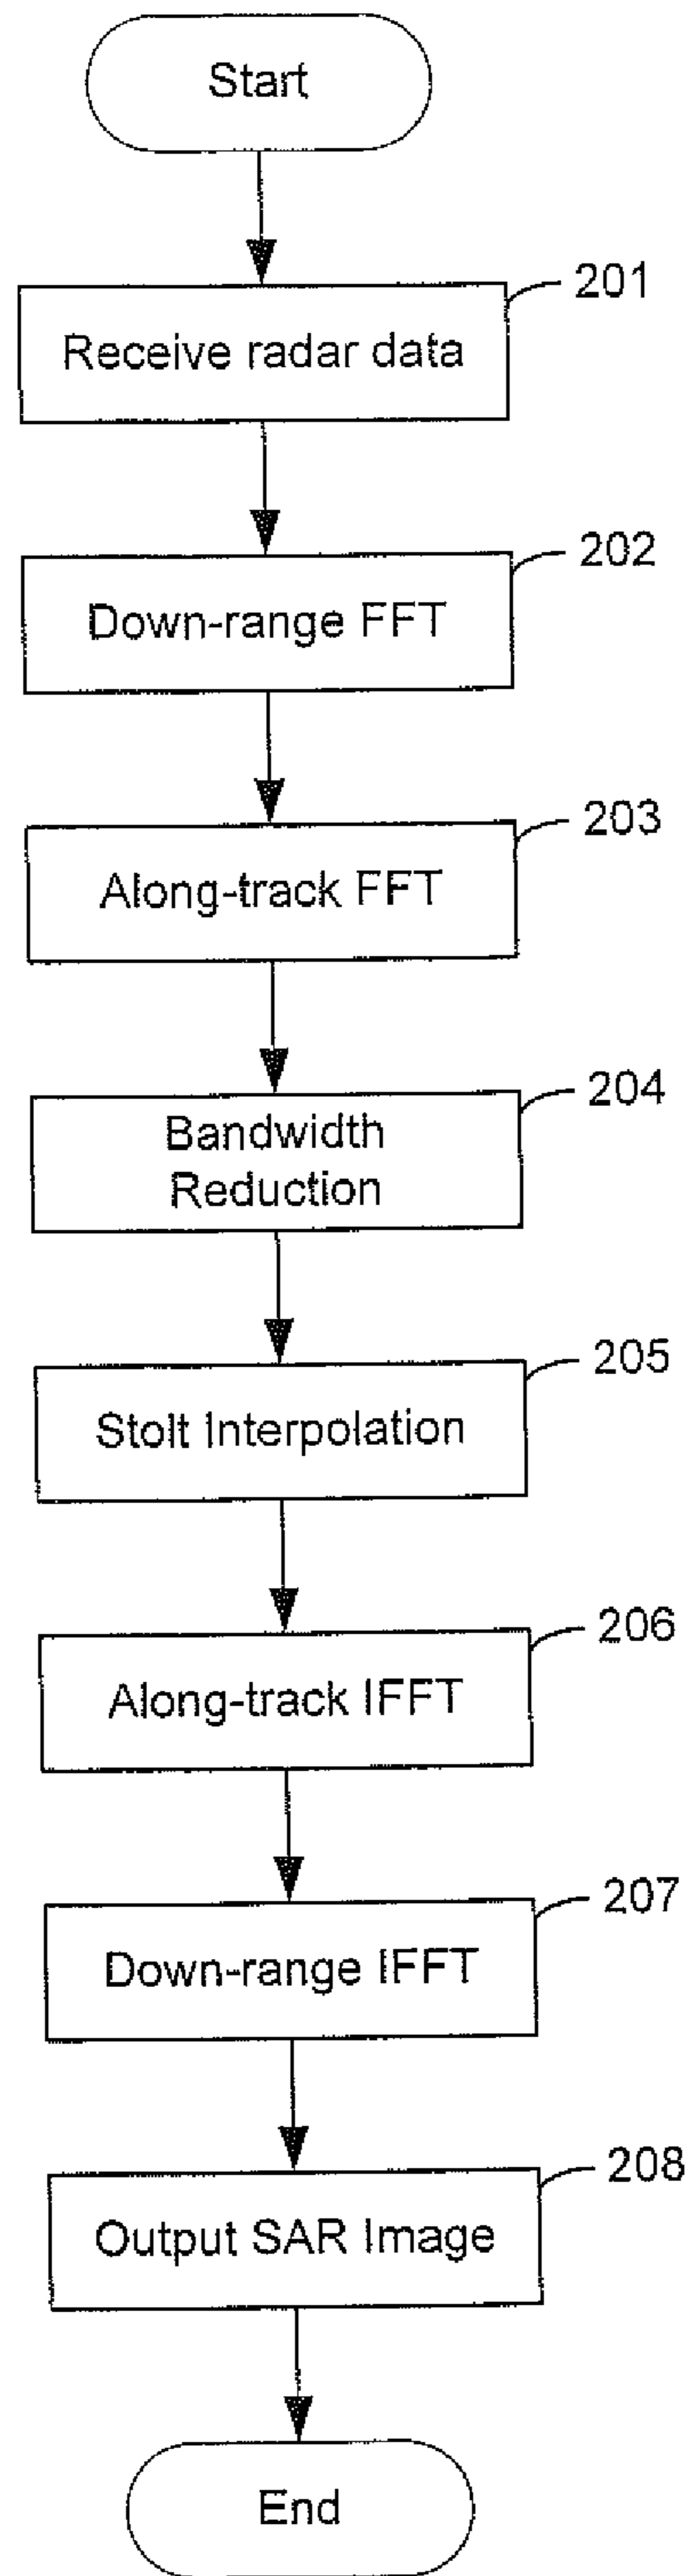 Start
201
Receive radar data
202
Down-range FFT
203
Along-track FFT
204
Bandwidth
Reduction
205
Stolt Interpolation
206
Along-track IFFT
207
Down-range IFFT
208
Output SAR Image
End